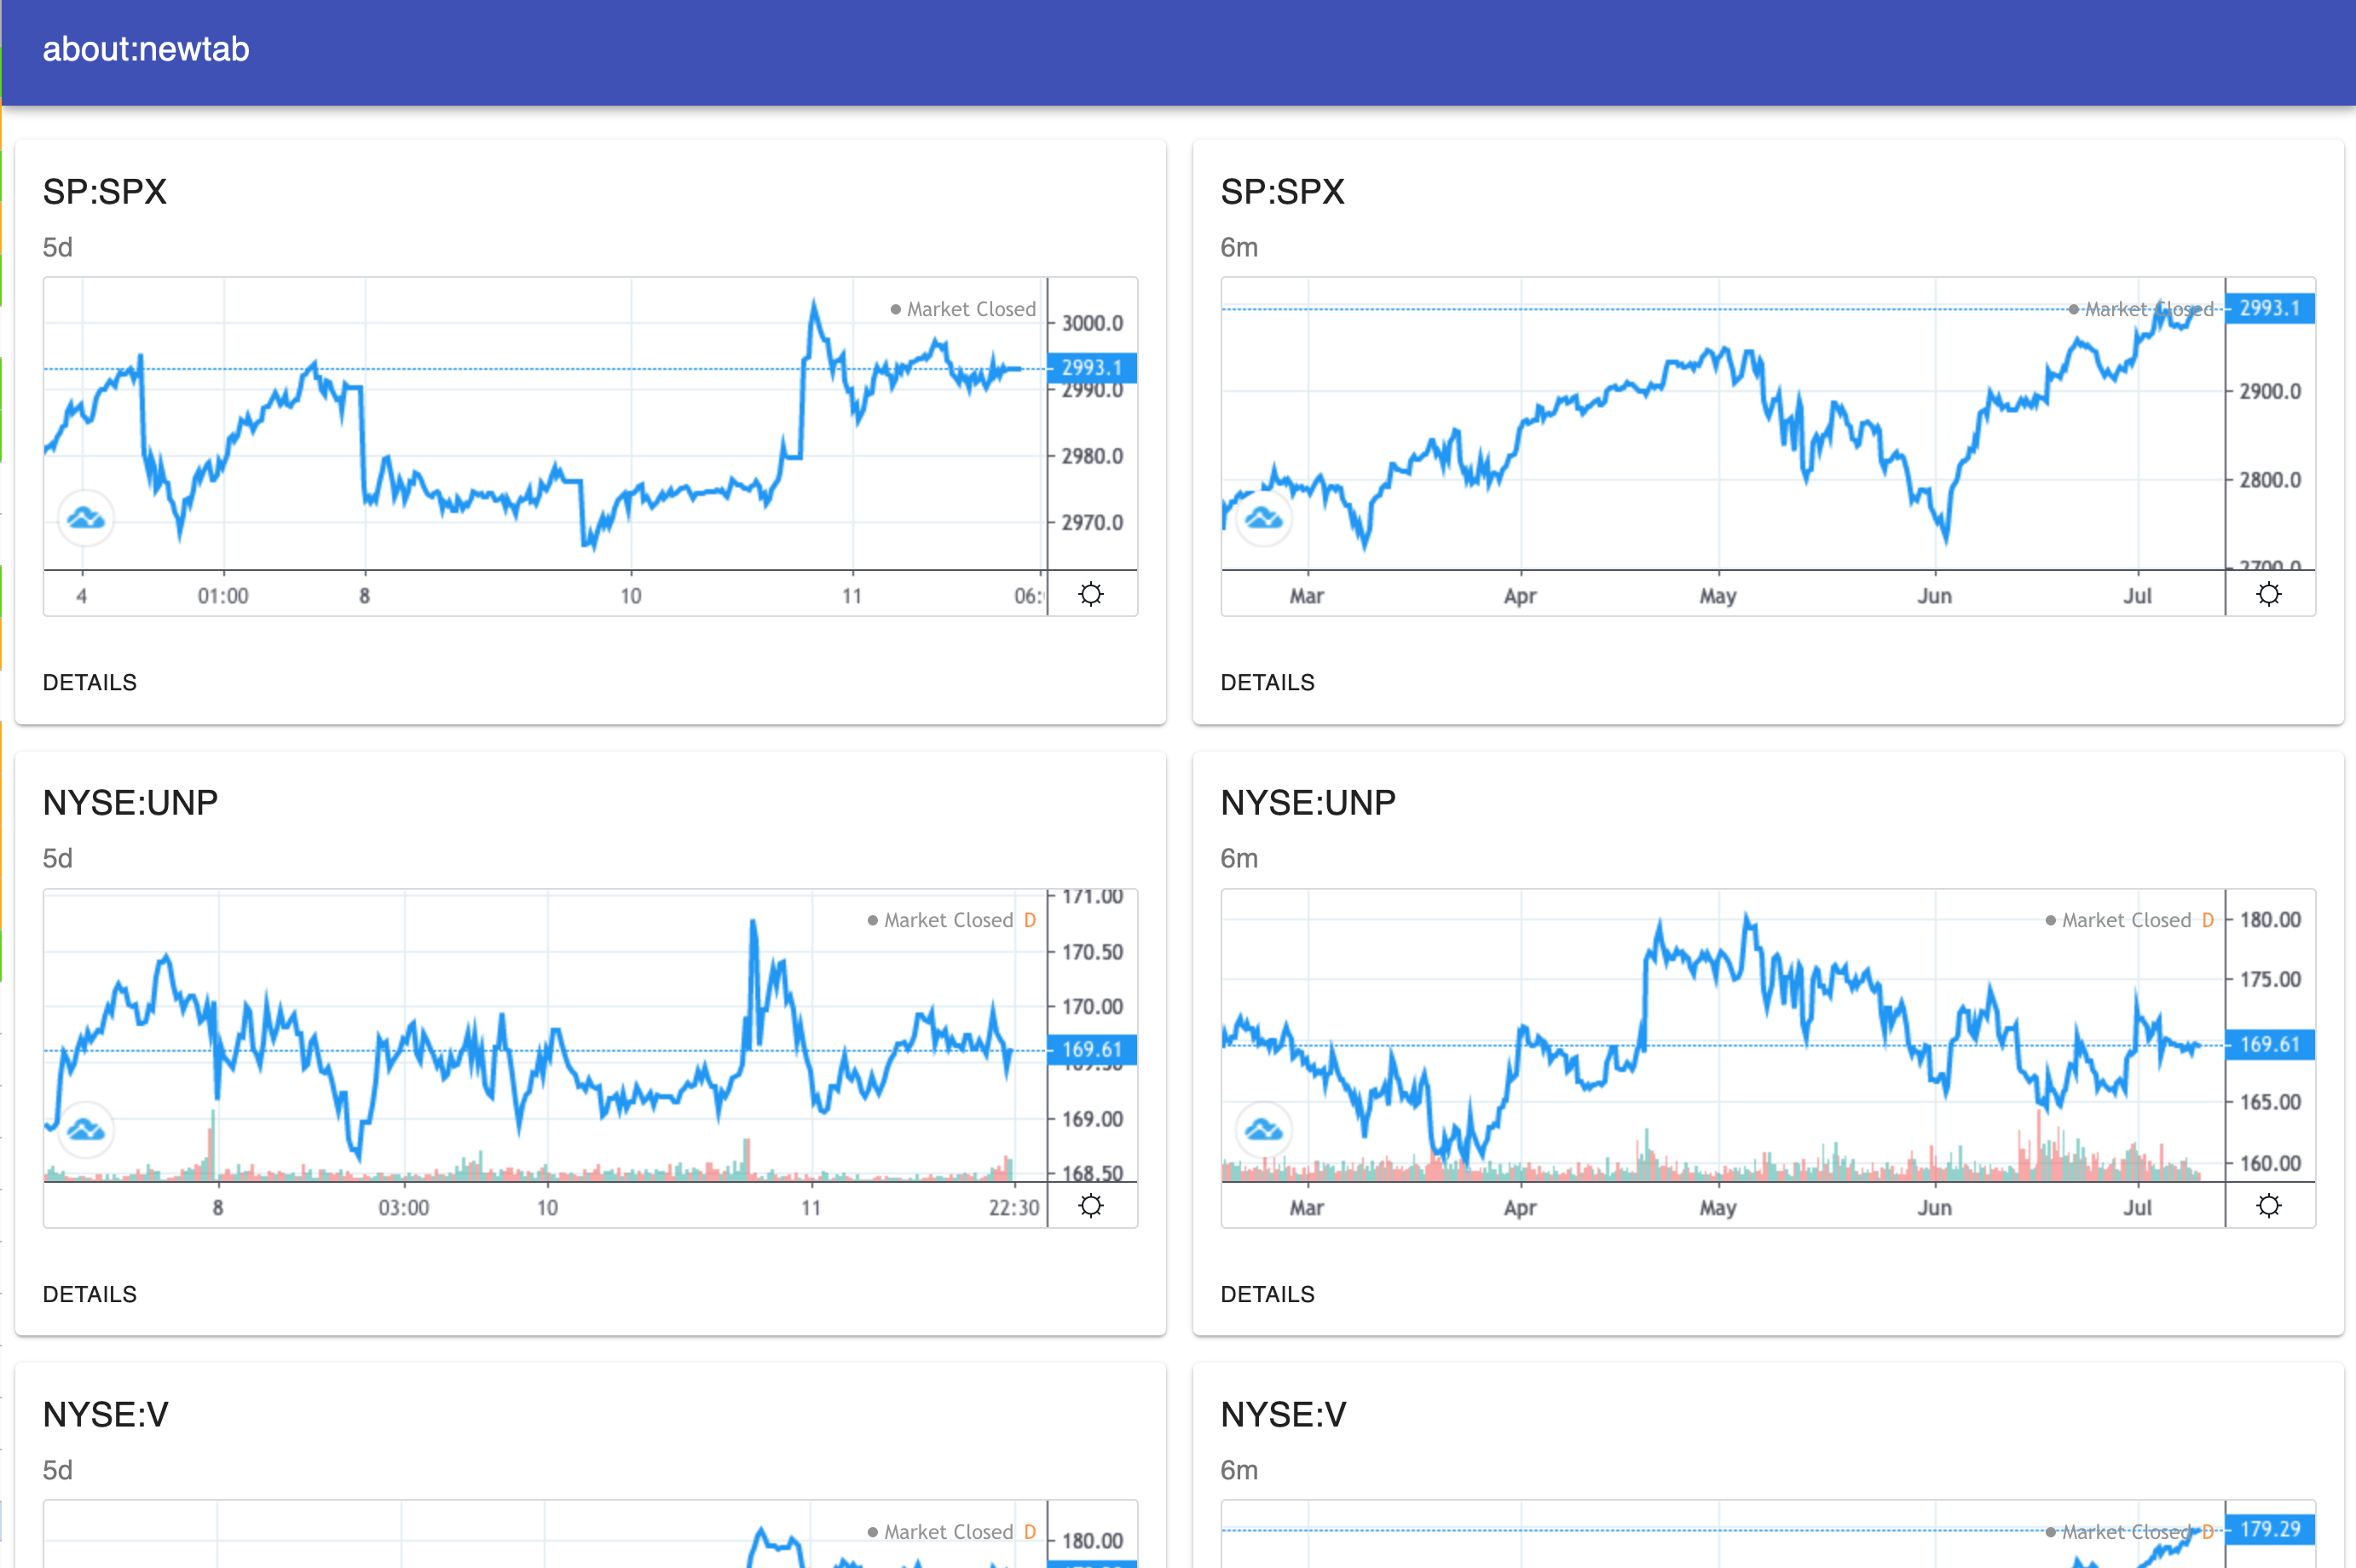 about:newtab
SP:SPX
5d
Market Closed
3000.0
2993.1
2990.0
2980.0
2970.0
4 01:00 8 10 11 06:
DETAILS
SP:SPX
6m
Market Closed
2993.1
2900.0
2800.0
2700.0
Mar Apr May Jun Jul
DETAILS
NYSE:UNP
5d
171.00
Market Closed D
170.50
170.00
169.61
169.50
169.00
168.50
8 03:00 10 11 22:30
DETAILS
NYSE:UNP
6m
Market Closed D
180.00
175.00
169.61
165.00
160.00
Mar Apr May Jun Jul
DETAILS
NYSE:V
5d
Market Closed D
180.00
NYSE:V
6m
Market Closed D
179.29